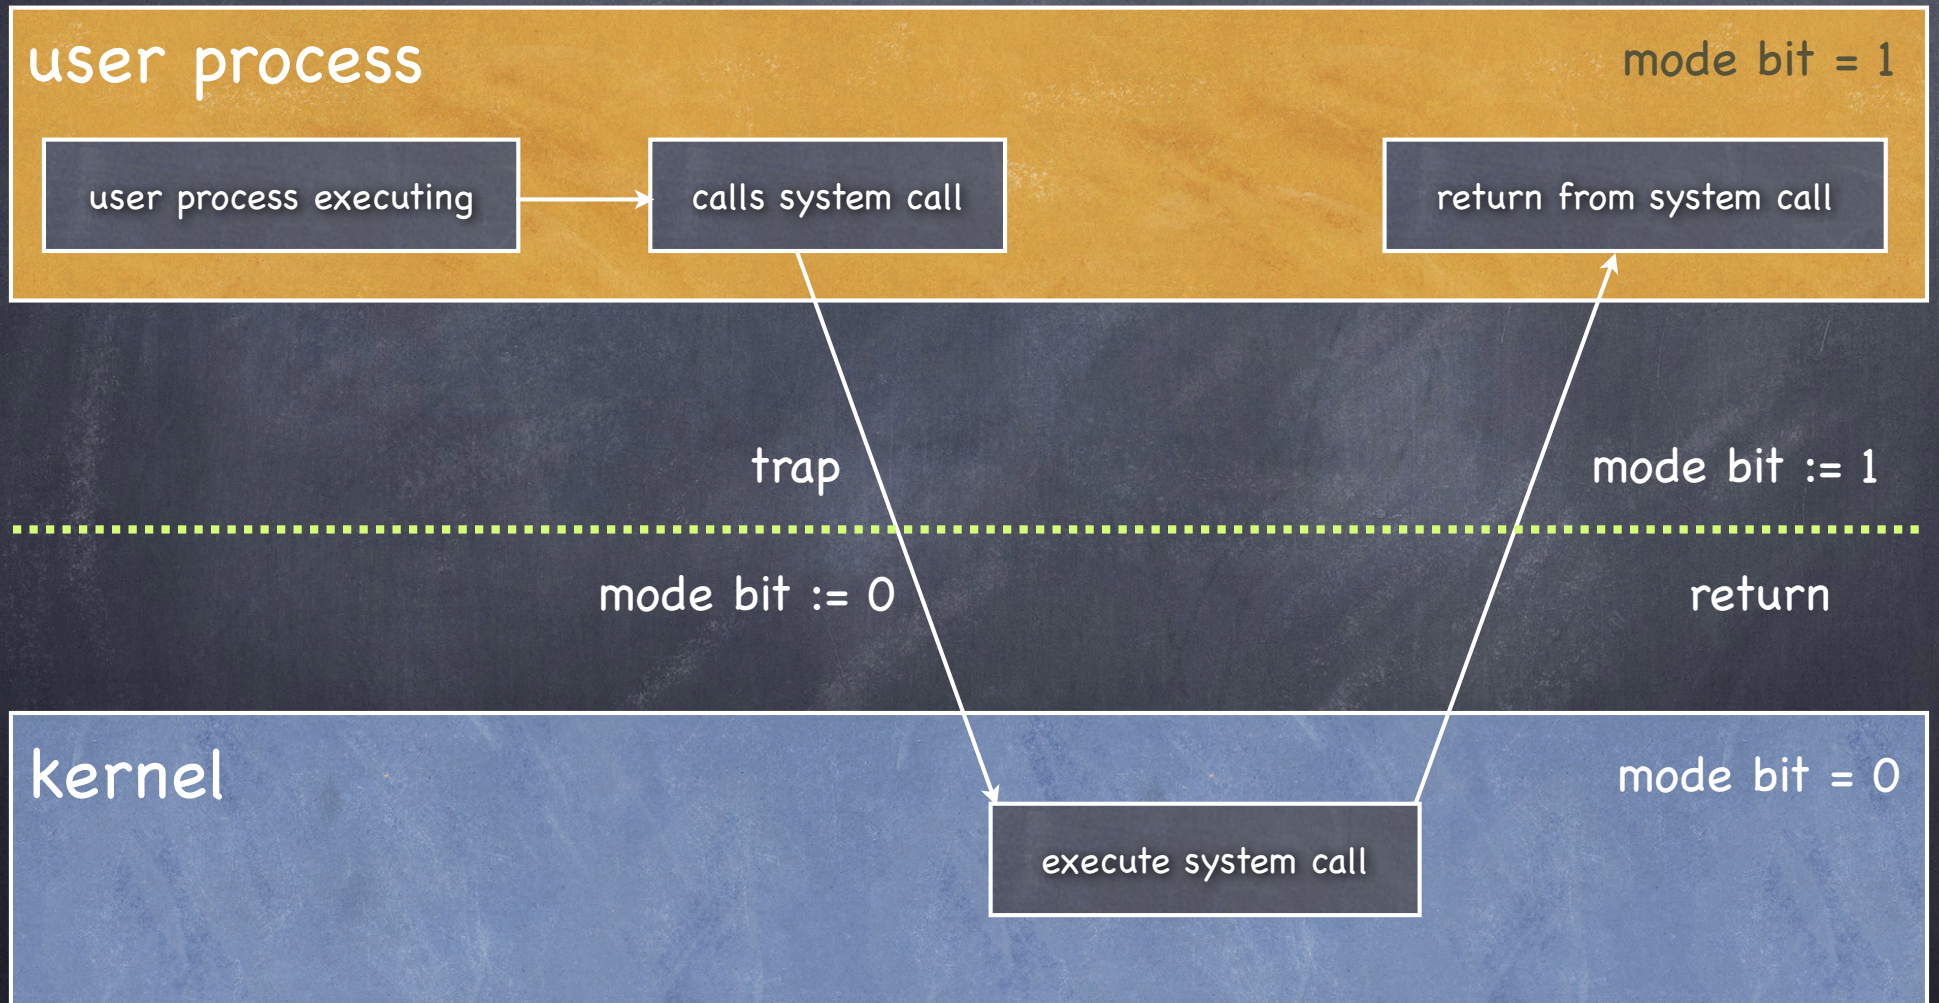 user process
mode bit = 1
user process executing
calls system call
return from system call
trap
mode bit := 1
mode bit := 0
return
kernel
mode bit = 0
execute system call